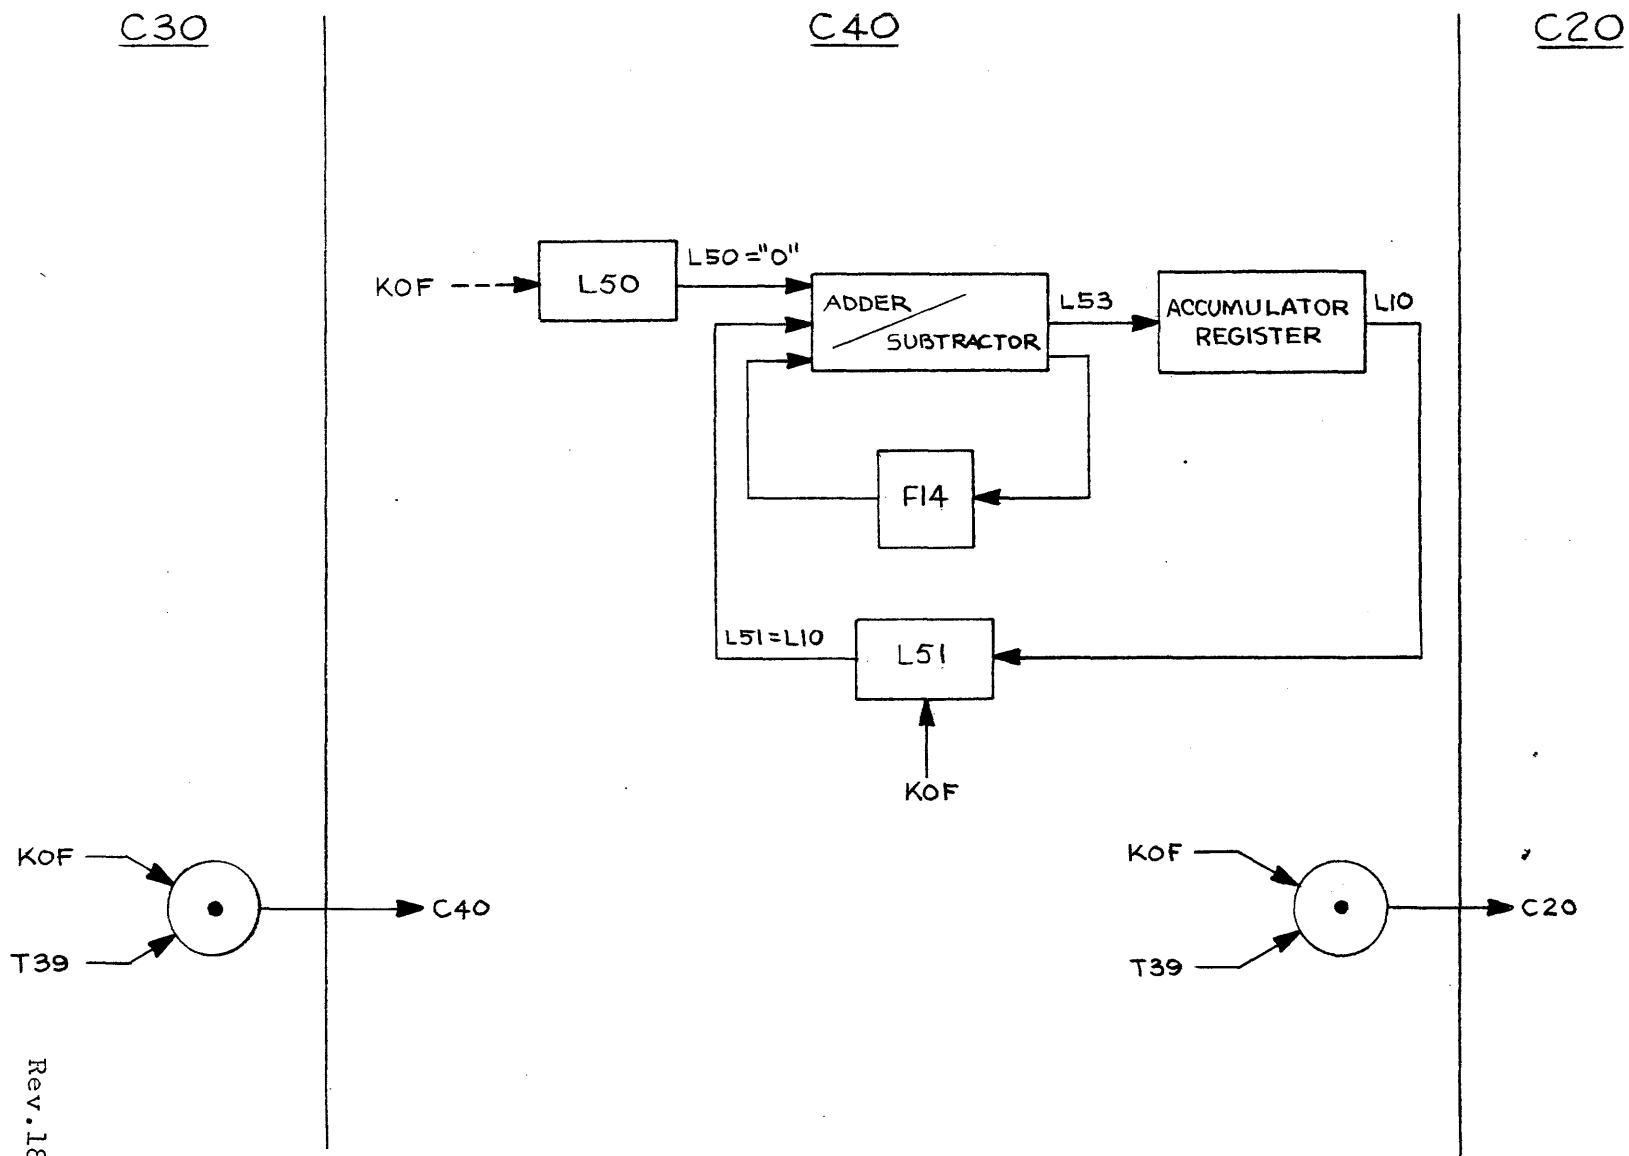 C30
C40
C20
KOF
L50
L50="0"
ADDER
SUBTRACTOR
L53
ACCUMULATOR
REGISTER
L10
F14
L51=L10
L51
KOF
KOF
T39
C40
KOF
T39
C20
Rev.18